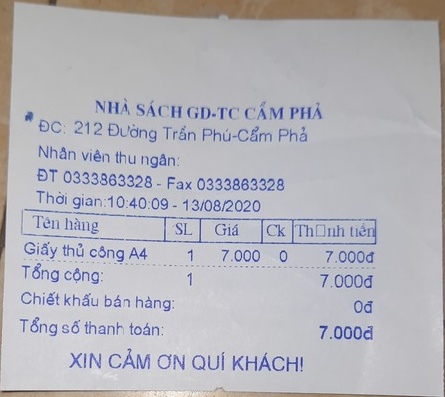 NHÀ SÁCH GD-TC CẨM PHẢ
ĐC: 212 Đường Trần Phú-Cẩm Phả
Nhân viên thu ngân:
ĐT 0333863328 - Fax 0333863328
Thời gian:10:40:09 - 13/08/2020
Tên hàng SL Giá Ck Th□nh tiền
Giấy thủ công A4 1 7.000 0 7.000đ
Tổng cộng: 1 7.000đ
Chiết khấu bán hàng: 0đ
Tổng số thanh toán: 7.000đ
XIN CẢM ƠN QUÍ KHÁCH!